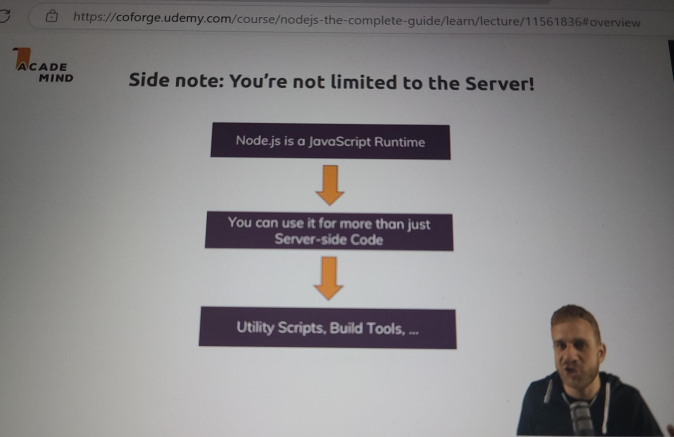 https://coforge.udemy.com/course/nodejs-the-complete-guide/learn/lecture/11561836#overview
ACADE
MIND
Side note: You're not limited to the Server!
Node.js is a JavaScript Runtime
You can use it for more than just
Server-side Code
Utility Scripts, Build Tools, ...